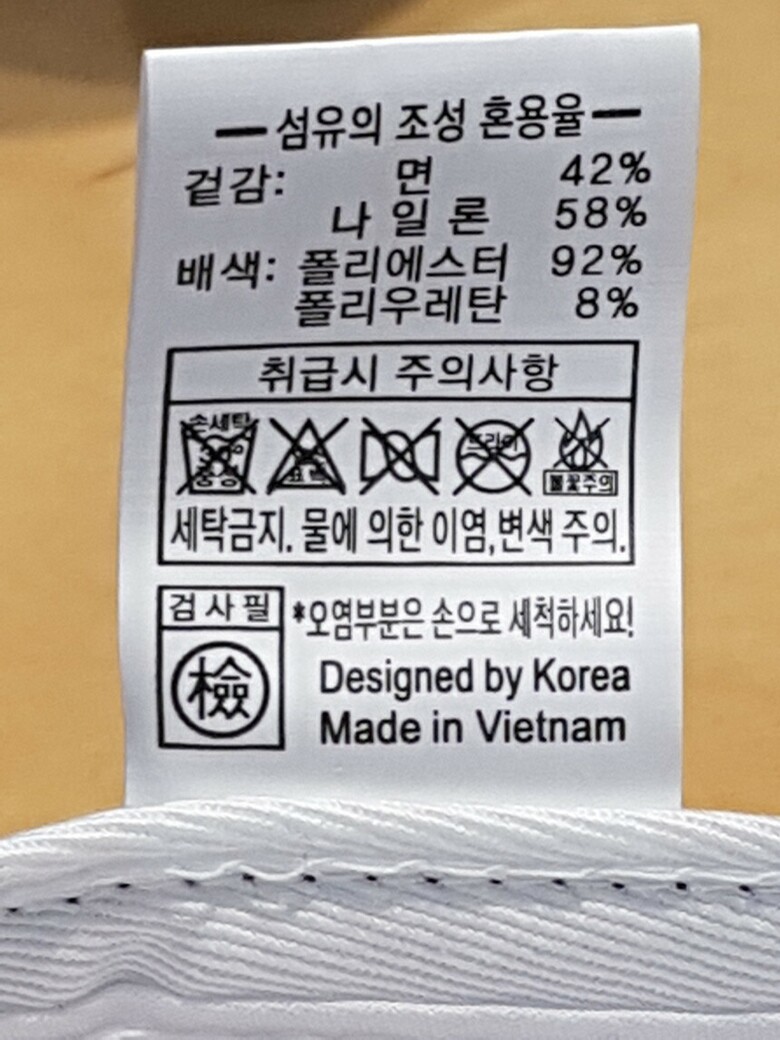 섬유의 조성 혼용율
겉감: 면 42%
나일론 58%
배색: 폴리에스터 92%
폴리우레탄 8%
취급시 주의사항
손세탁 30° 중성 표백 드라이 불꽃주의
세탁금지. 물에 의한 이염,변색 주의.
검사필 *오염부분은 손으로 세척하세요!
檢 Designed by Korea
Made in Vietnam